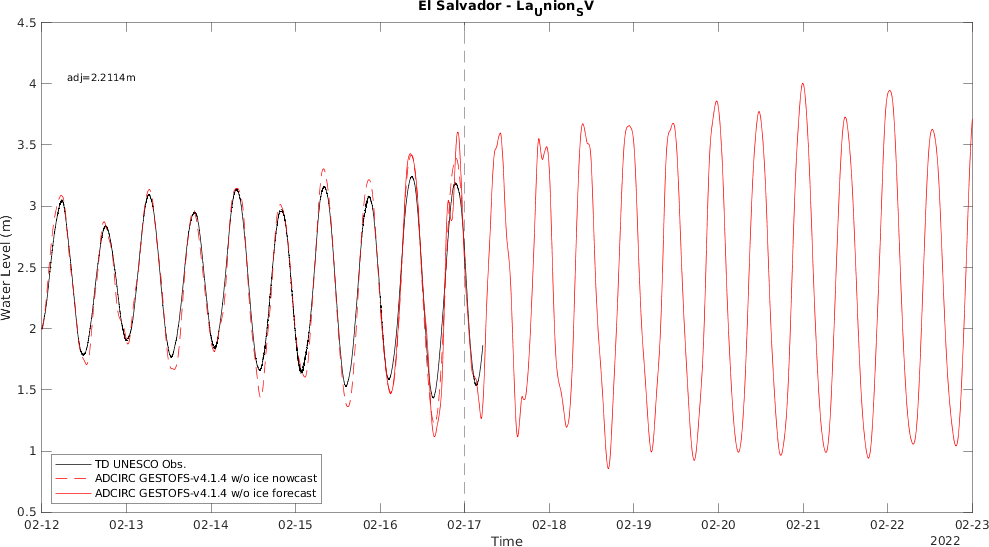 El Salvador - LaUnionSV
adj=2.2114m
Water Level (m)
4.5
4
3.5
3
2.5
2
1.5
1
0.5
TD UNESCO Obs.
ADCIRC GESTOFS-v4.1.4 w/o ice nowcast
ADCIRC GESTOFS-v4.1.4 w/o ice forecast
02-12 02-13 02-14 02-15 02-16 02-17 02-18 02-19 02-20 02-21 02-22 02-23
Time
2022